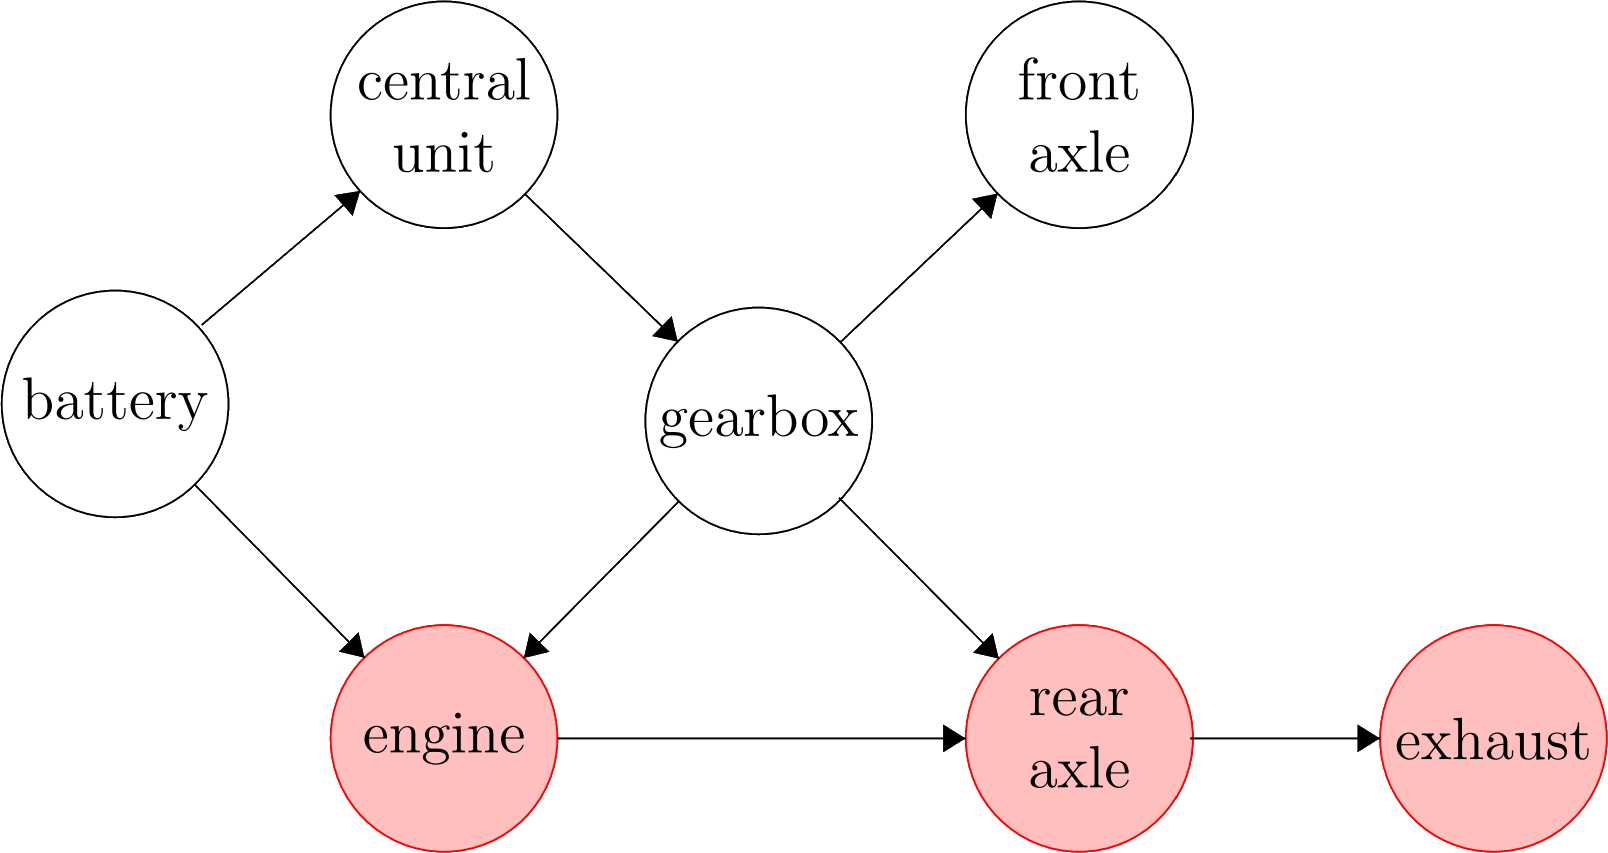 central
unit
front
axle
battery
gearbox
engine
rear
axle
exhaust